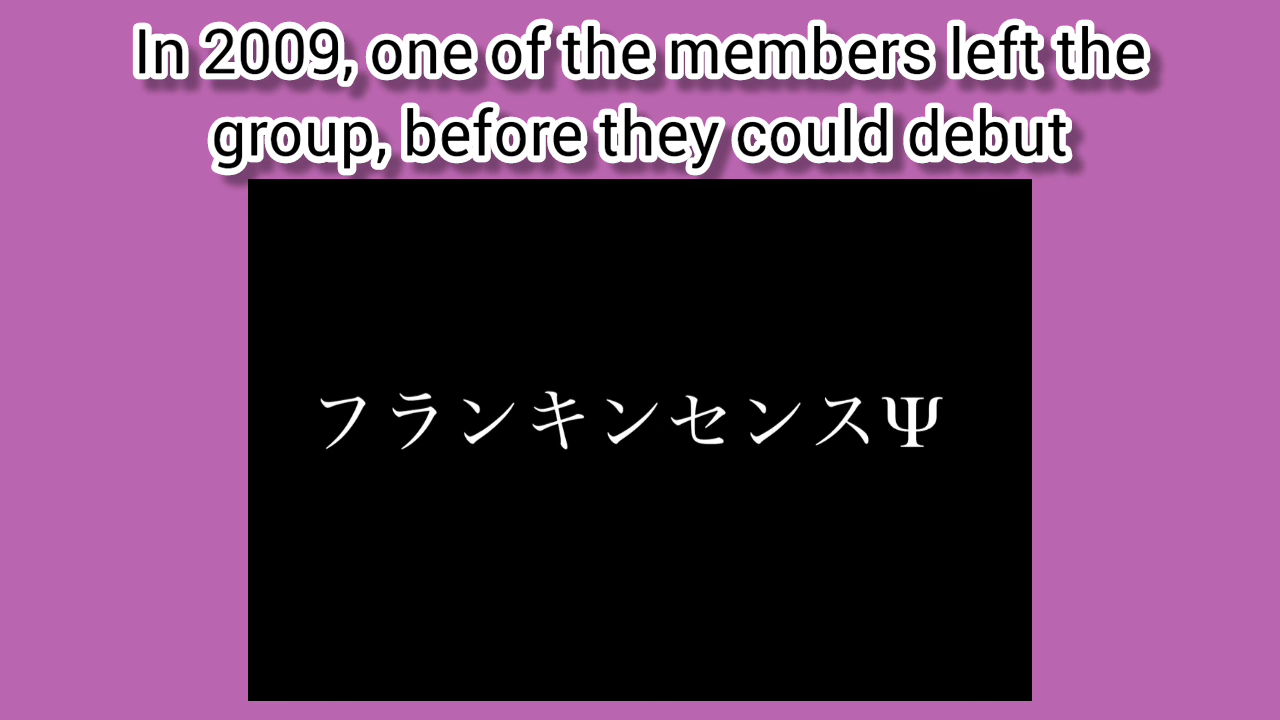 In 2009, one of the members left the
group, before they could debut
フランキンセンスΨ